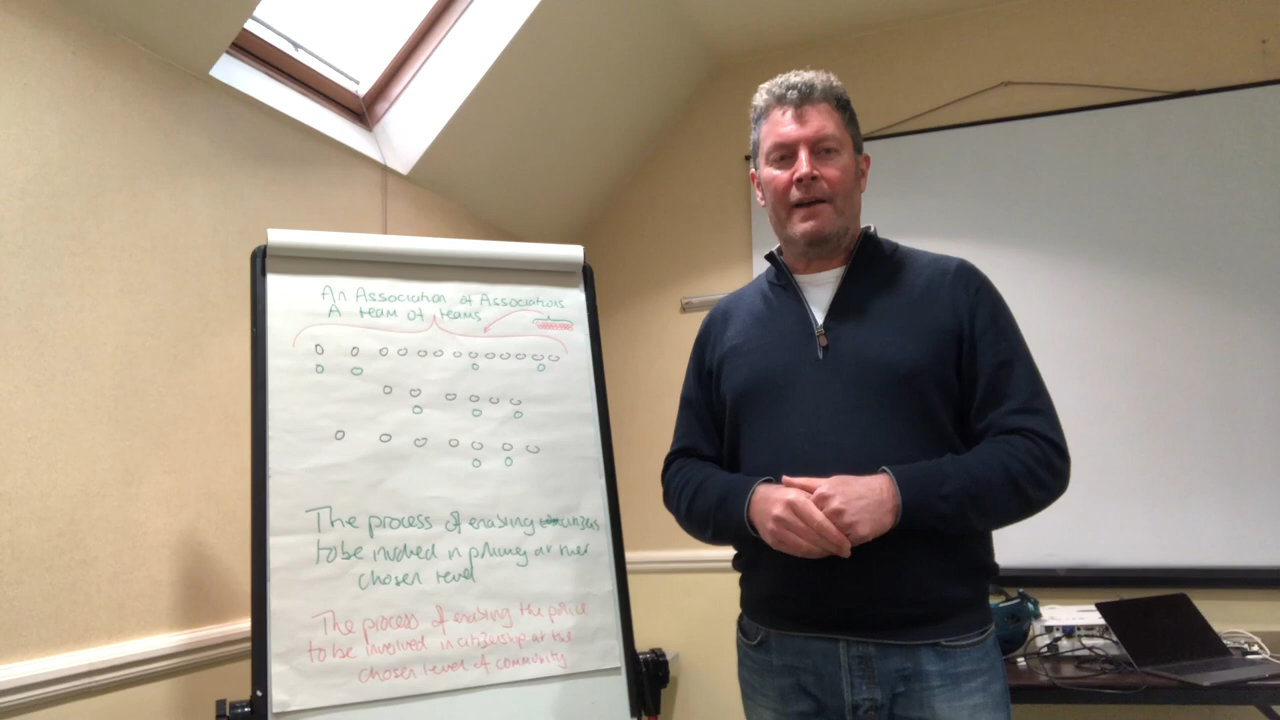 An Association of Associations
A team of teams
The process of enabling citizens
to be involved in policing at their
chosen level
The process of enabling the police
to be involved in citizenship at the
chosen level of community